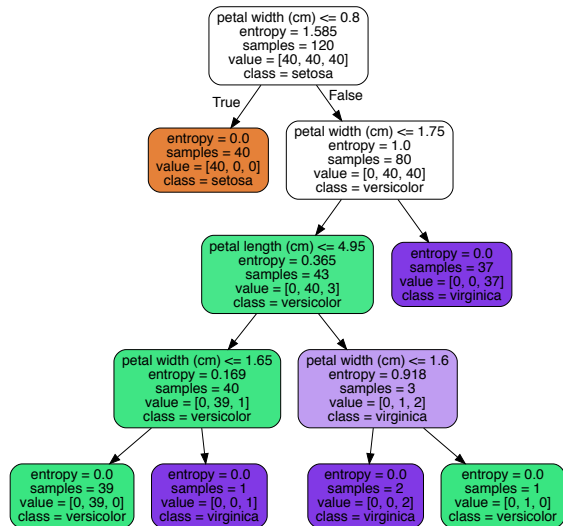 petal width (cm) <= 0.8
entropy = 1.585
samples = 120
value = [40, 40, 40]
class = setosa
True
False
entropy = 0.0
samples = 40
value = [40, 0, 0]
class = setosa
petal width (cm) <= 1.75
entropy = 1.0
samples = 80
value = [0, 40, 40]
class = versicolor
petal length (cm) <= 4.95
entropy = 0.365
samples = 43
value = [0, 40, 3]
class = versicolor
entropy = 0.0
samples = 37
value = [0, 0, 37]
class = virginica
petal width (cm) <= 1.65
entropy = 0.169
samples = 40
value = [0, 39, 1]
class = versicolor
petal width (cm) <= 1.6
entropy = 0.918
samples = 3
value = [0, 1, 2]
class = virginica
entropy = 0.0
samples = 39
value = [0, 39, 0]
class = versicolor
entropy = 0.0
samples = 1
value = [0, 0, 1]
class = virginica
entropy = 0.0
samples = 2
value = [0, 0, 2]
class = virginica
entropy = 0.0
samples = 1
value = [0, 1, 0]
class = versicolor